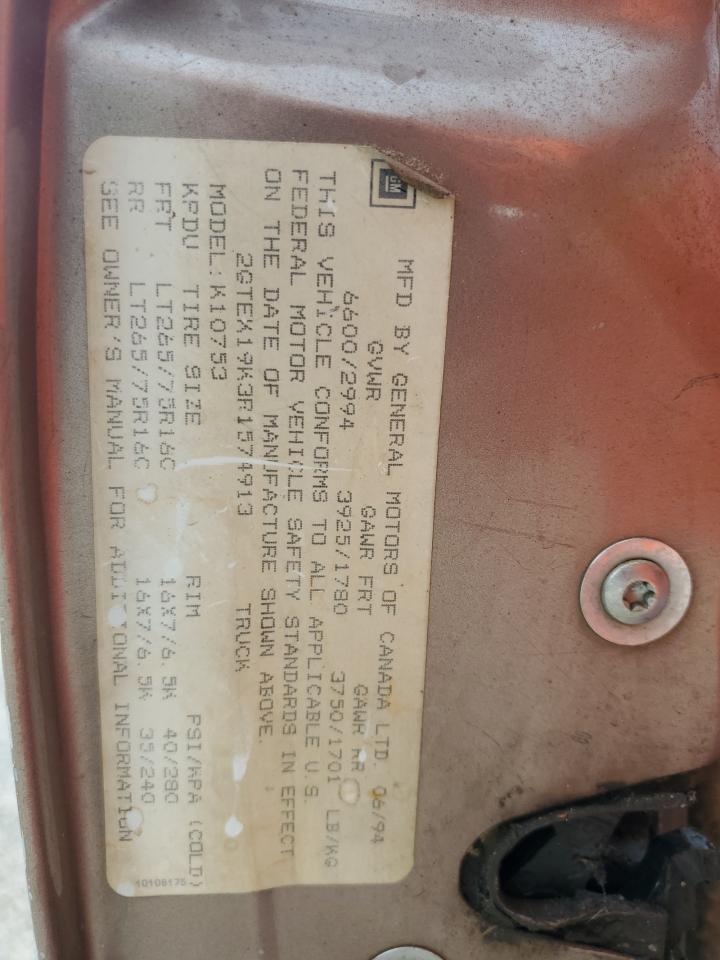 GM
MFD BY GENERAL MOTORS OF CANADA LTD. 06/94
GVWR GAWR FRT GAWR RR
6600/2994 3925/1780 3750/1701 LB/KG
THIS VEHICLE CONFORMS TO ALL APPLICABLE U.S.
FEDERAL MOTOR VEHICLE SAFETY STANDARDS IN EFFECT
ON THE DATE OF MANUFACTURE SHOWN ABOVE.
2GTEK19K3R1574913 TRUCK
MODEL: K10753
KPDV TIRE SIZE RIM PSI/KPA (COLD)
FRT LT265/75R16C 16X7/6.5K 40/280
RR LT265/75R16C 16X7/6.5K 35/240
SEE OWNER'S MANUAL FOR ADDITIONAL INFORMATION
10108175